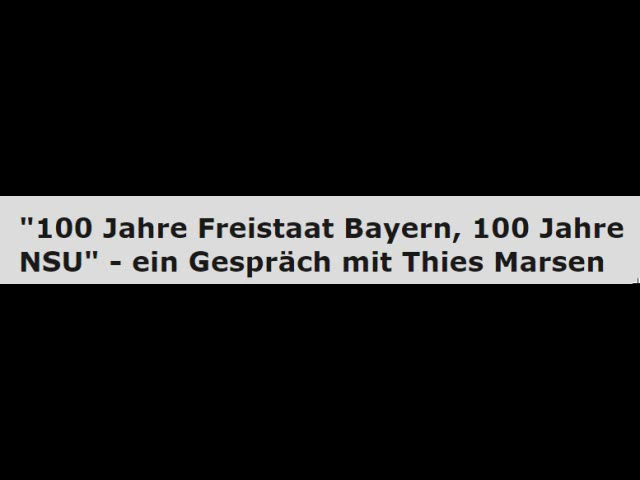 "100 Jahre Freistaat Bayern, 100 Jahre
NSU" - ein Gespräch mit Thies Marsen